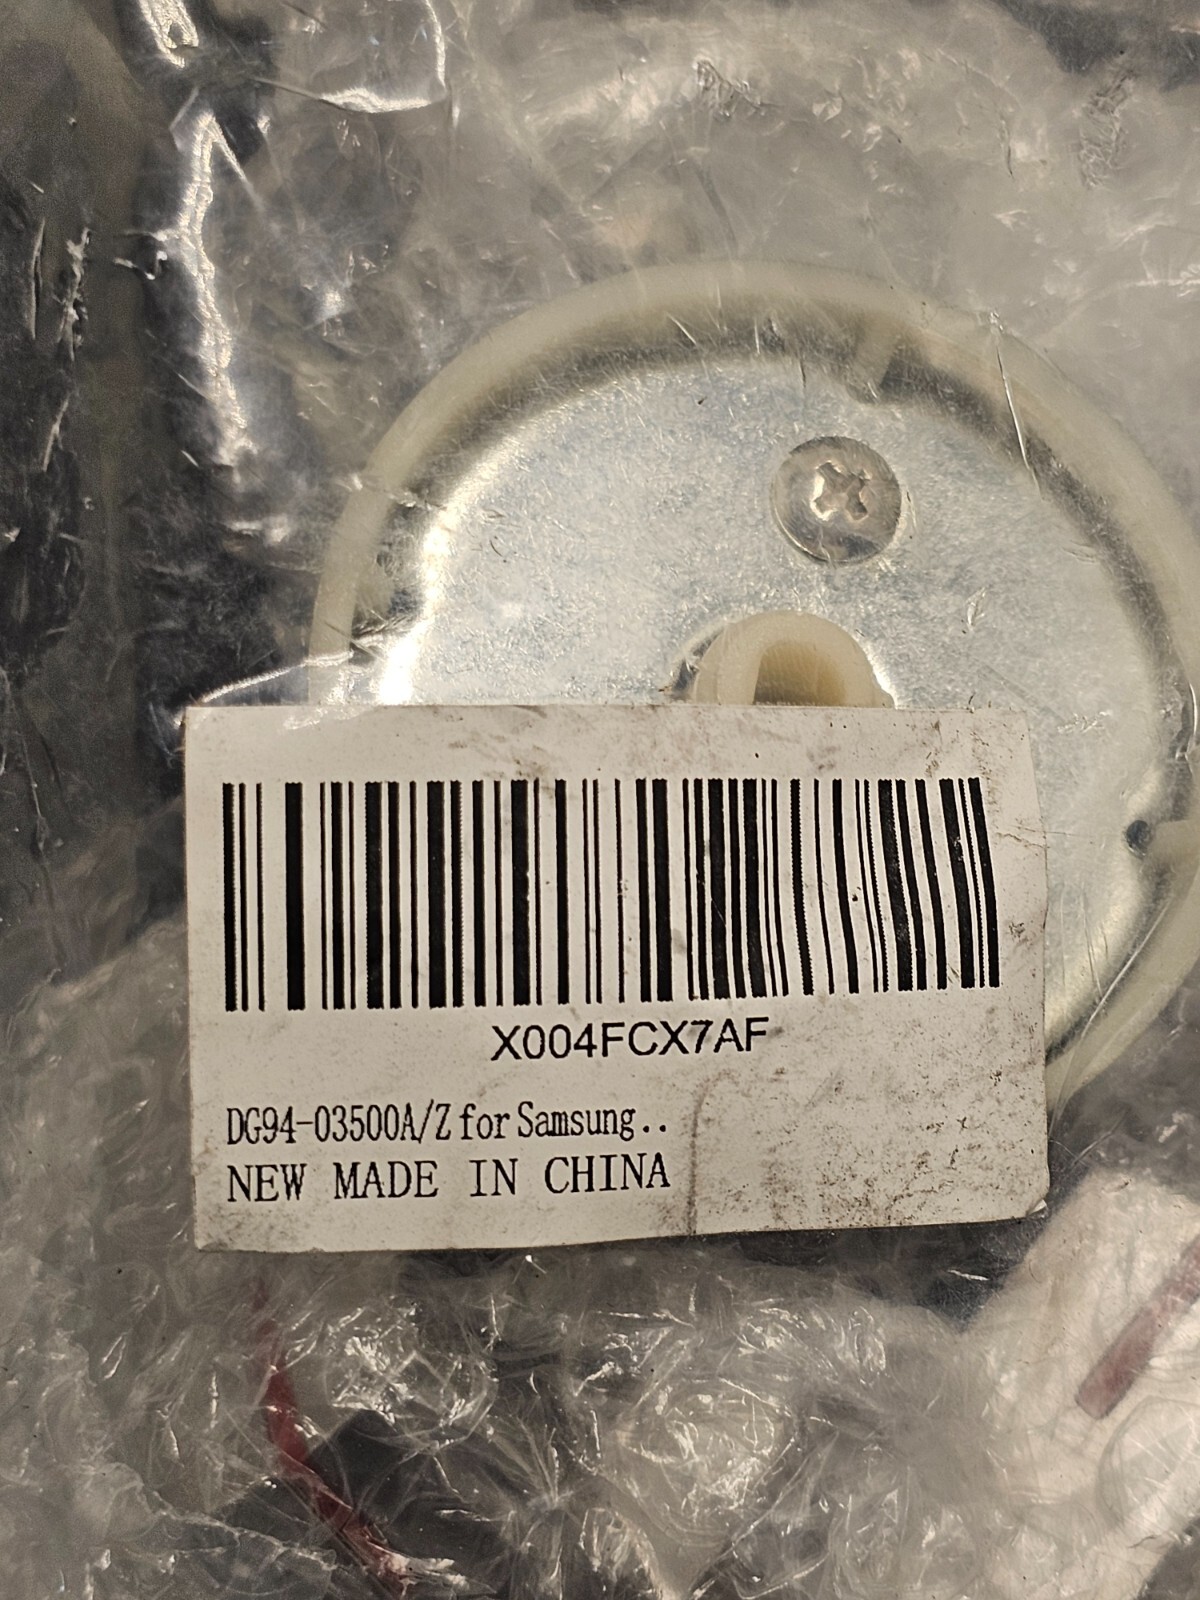 X004FCX7AF
DG94-03500A/Z for Samsung..
NEW MADE IN CHINA